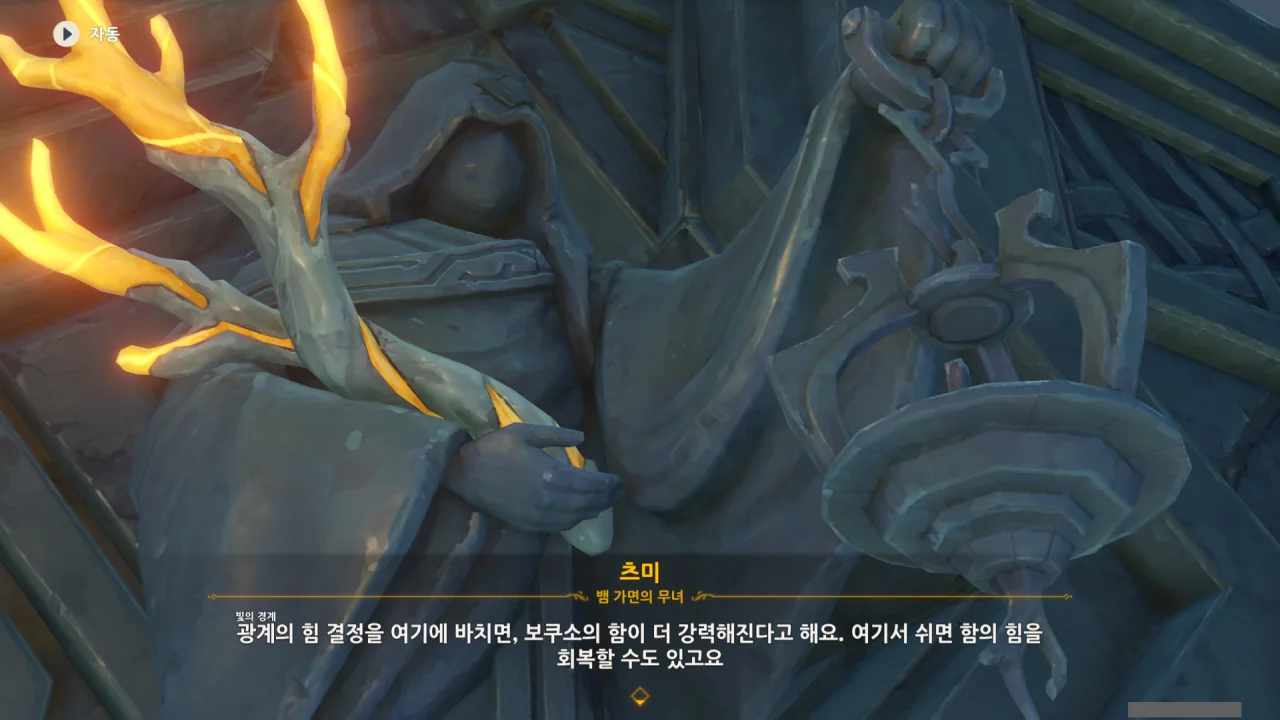 자동
츠미
뱀 가면의 무녀
빛의 경계
광계의 힘 결정을 여기에 바치면, 보쿠소의 함이 더 강력해진다고 해요. 여기서 쉬면 함의 힘을
회복할 수도 있고요